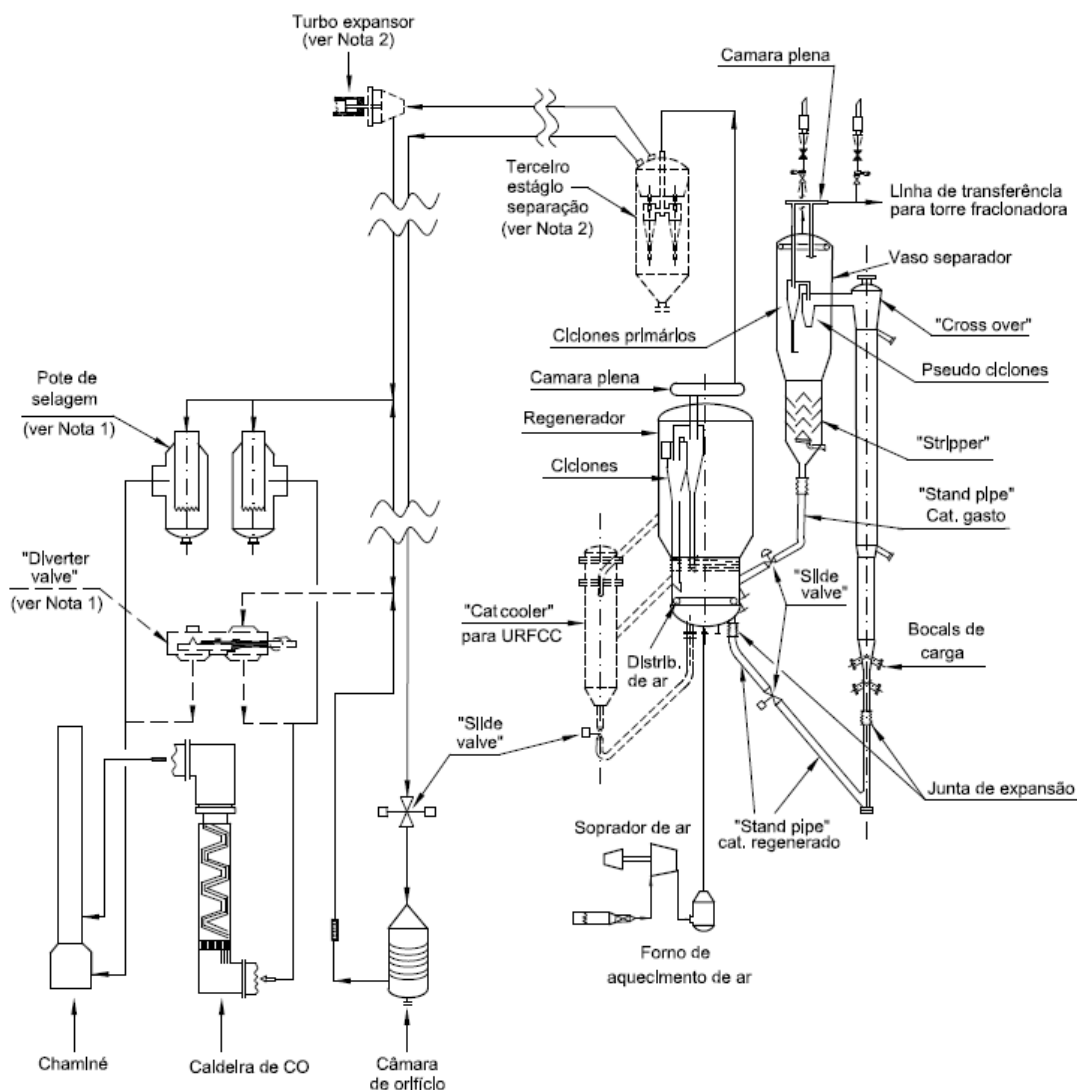 Turbo expansor
(ver Nota 2)
Camara plena
Terceiro
estágio
separação
(ver Nota 2)
Linha de transferência
para torre fracionadora
Vaso separador
"Cross over"
Ciclones primários
Pseudo ciclones
Camara plena
Pote de
selagem
(ver Nota 1)
Regenerador
Ciclones
"Stripper"
"Stand pipe"
Cat. gasto
"Diverter
valve"
(ver Nota 1)
"Slide
valve"
"Cat cooler"
para URFCC
Distrib.
de ar
Bocais de
carga
"Slide
valve"
Junta de expansão
"Stand pipe"
cat. regenerado
Soprador de ar
Forno de
aquecimento de ar
Chaminé
Caldeira de CO
Câmara
de orifício